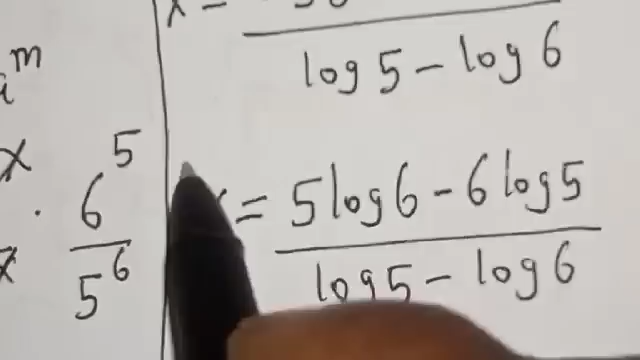 a^m
x · 6^5 / 5^6
x =
log 5 - log 6
= 5 log 6 - 6 log 5
log 5 - log 6